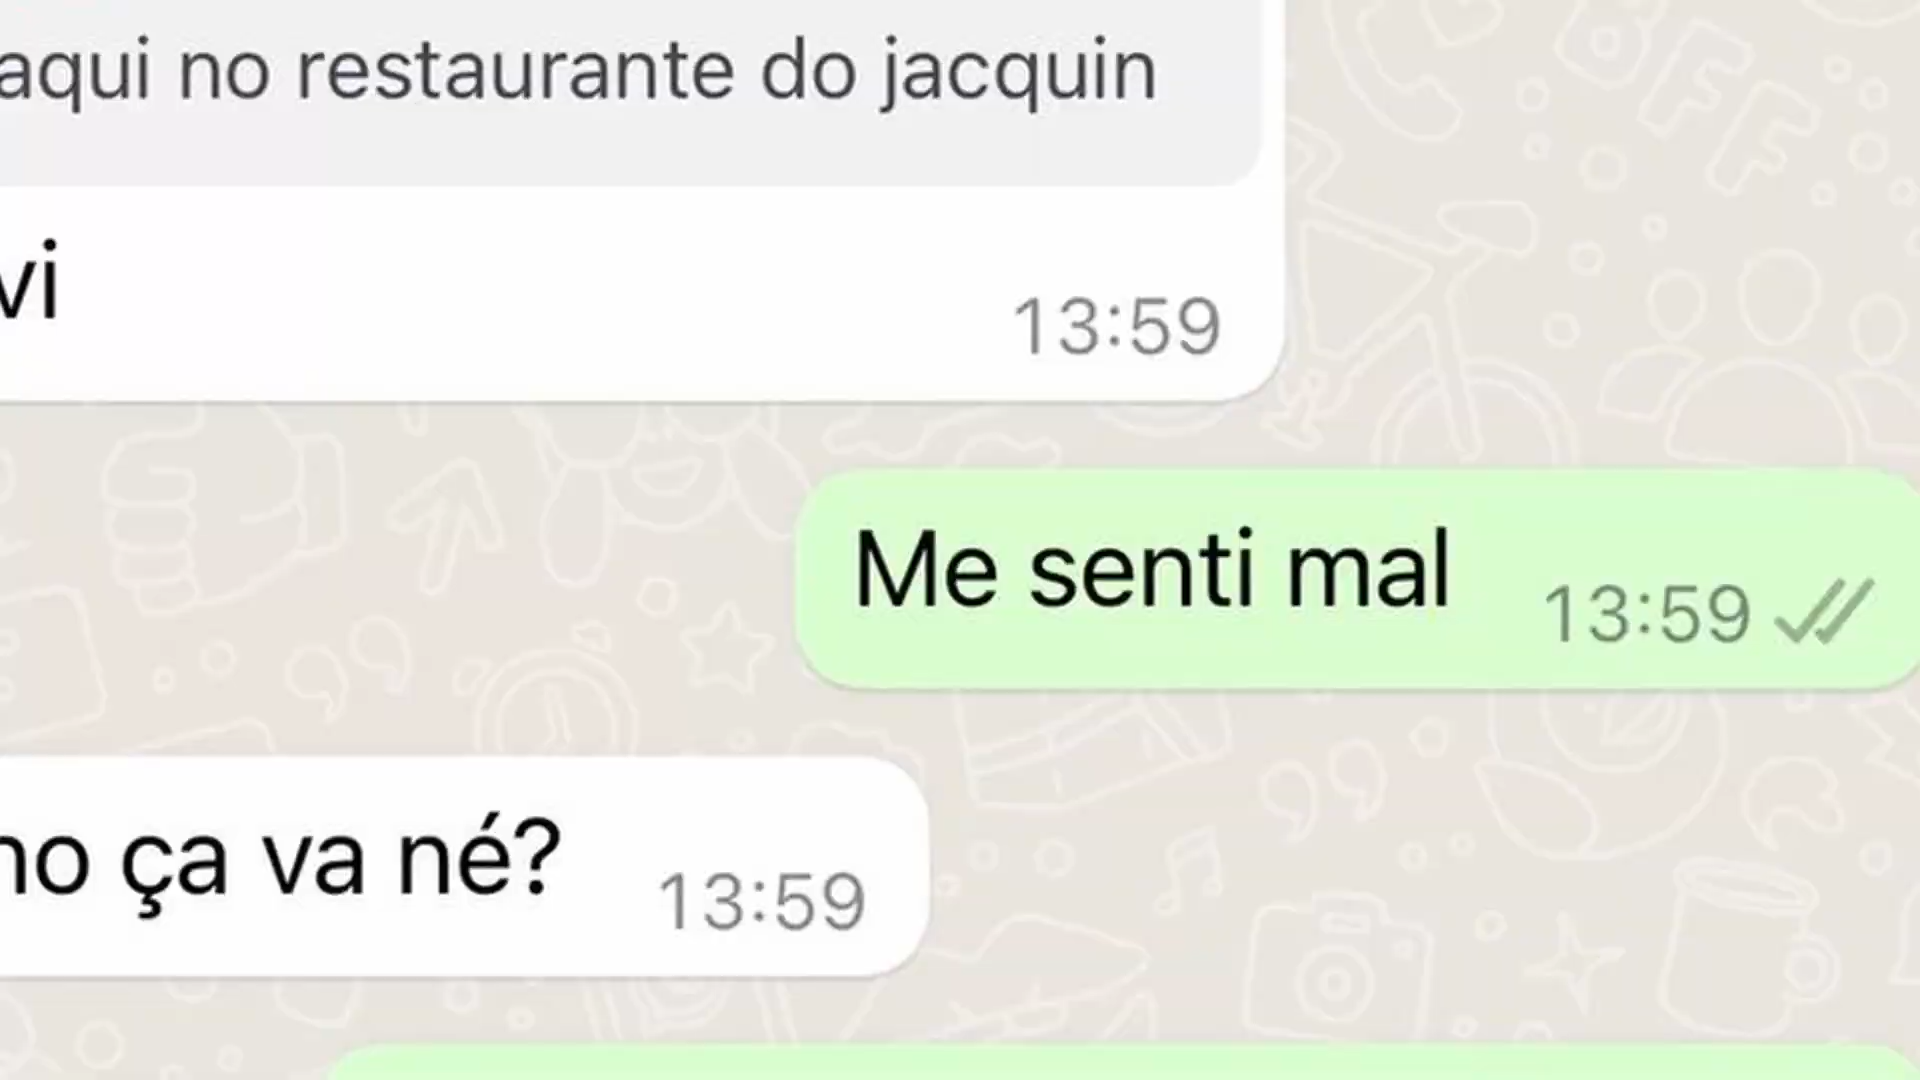 aqui no restaurante do jacquin
vi
13:59
Me senti mal
13:59
no ça va né?
13:59